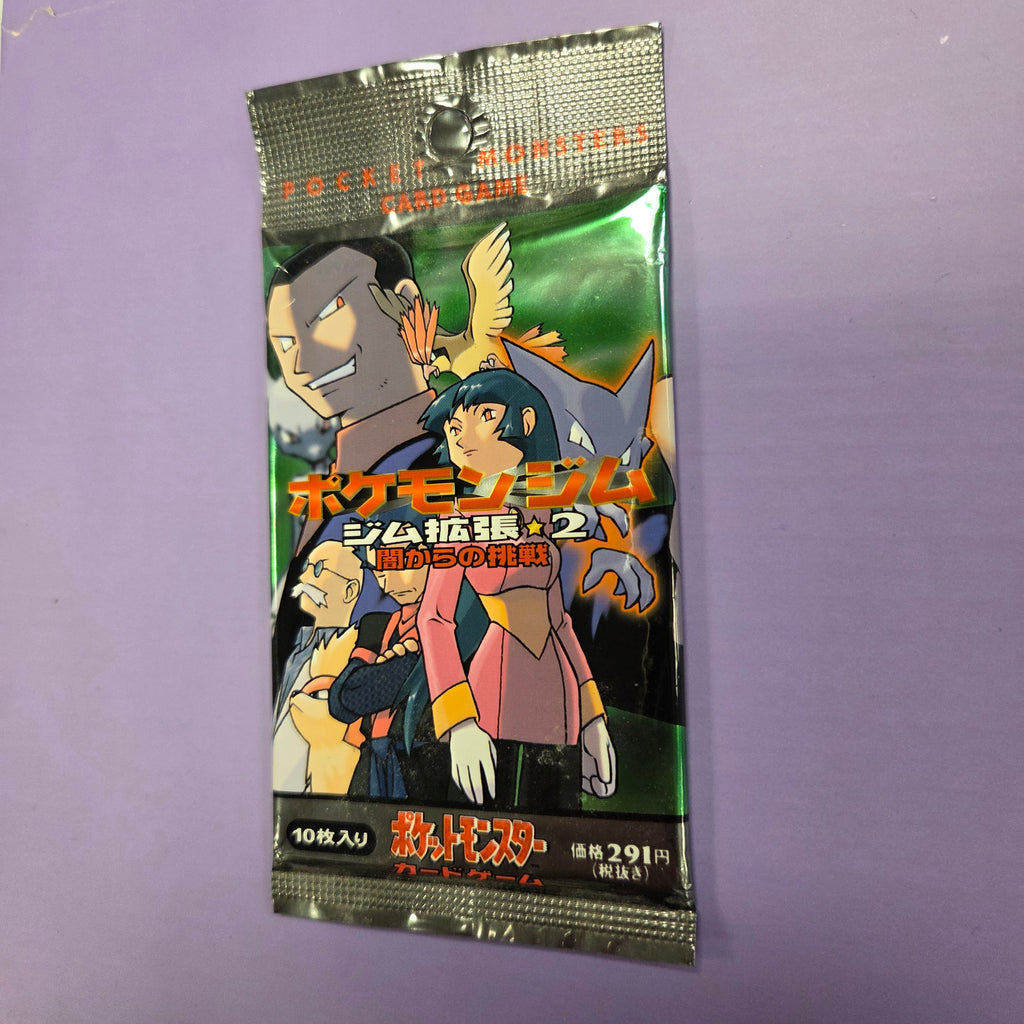 POCKET MONSTERS
CARD GAME
ポケモンジム
ジム拡張★2
闇からの挑戦
10枚入り
ポケットモンスター
カードゲーム
価格291円
(税抜き)